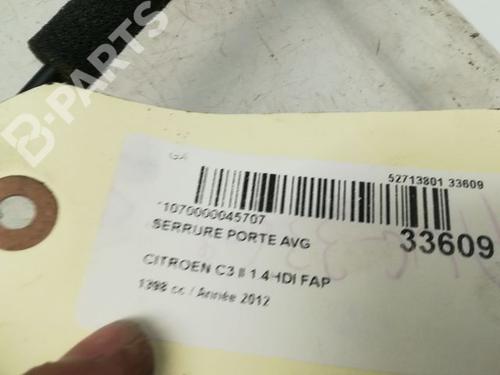 B-PARTS
52713801 33609
*1070000045707
SERRURE PORTE AVG
33609
CITROEN C3 II 1.4 HDI FAP
1398 cc / Année 2012